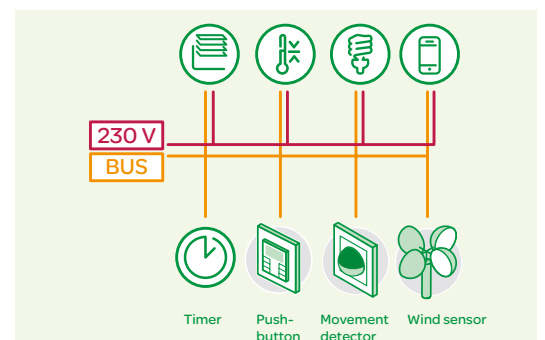 230 V
BUS
Timer
Push-
button
Movement
detector
Wind sensor